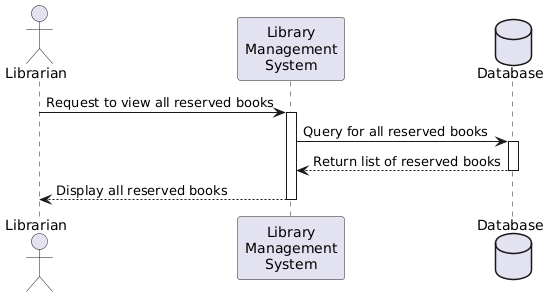 Librarian
Library
Management
System
Database
Request to view all reserved books
Query for all reserved books
Return list of reserved books
Display all reserved books
Librarian
Library
Management
System
Database